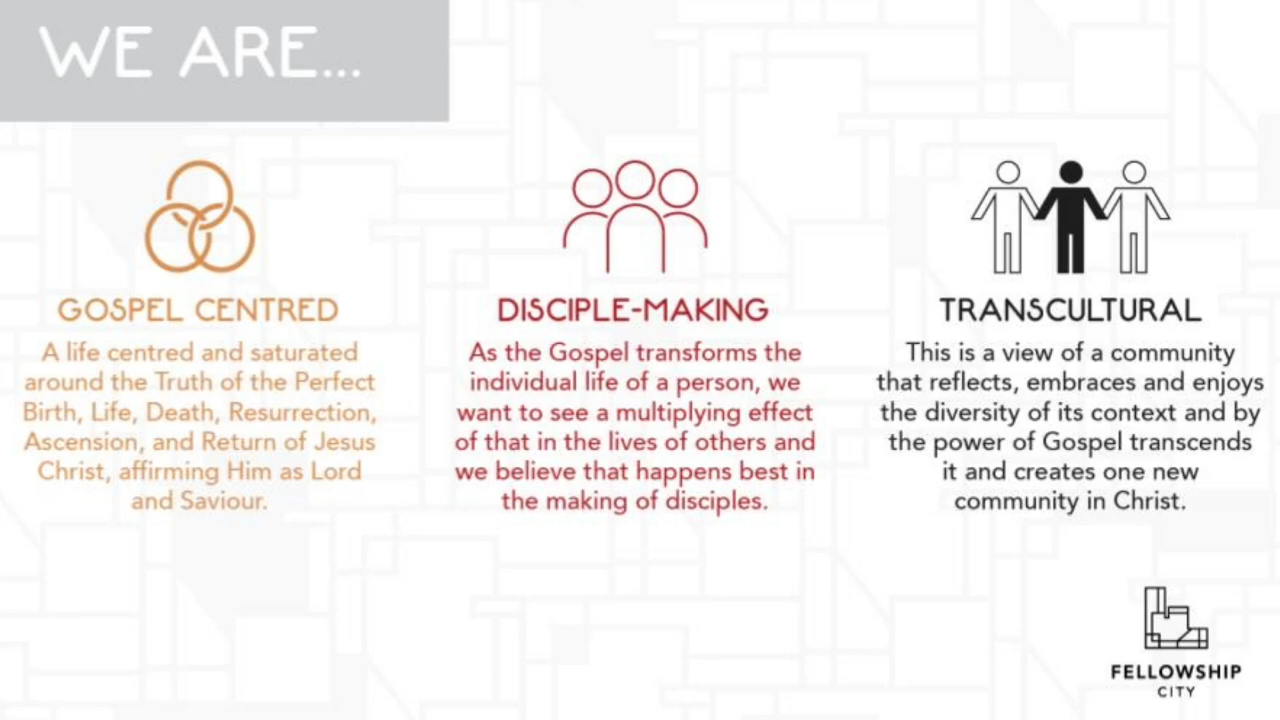 WE ARE...
GOSPEL CENTRED
A life centred and saturated
around the Truth of the Perfect
Birth, Life, Death, Resurrection,
Ascension, and Return of Jesus
Christ, affirming Him as Lord
and Saviour.
DISCIPLE-MAKING
As the Gospel transforms the
individual life of a person, we
want to see a multiplying effect
of that in the lives of others and
we believe that happens best in
the making of disciples.
TRANSCULTURAL
This is a view of a community
that reflects, embraces and enjoys
the diversity of its context and by
the power of Gospel transcends
it and creates one new
community in Christ.
FELLOWSHIP
CITY